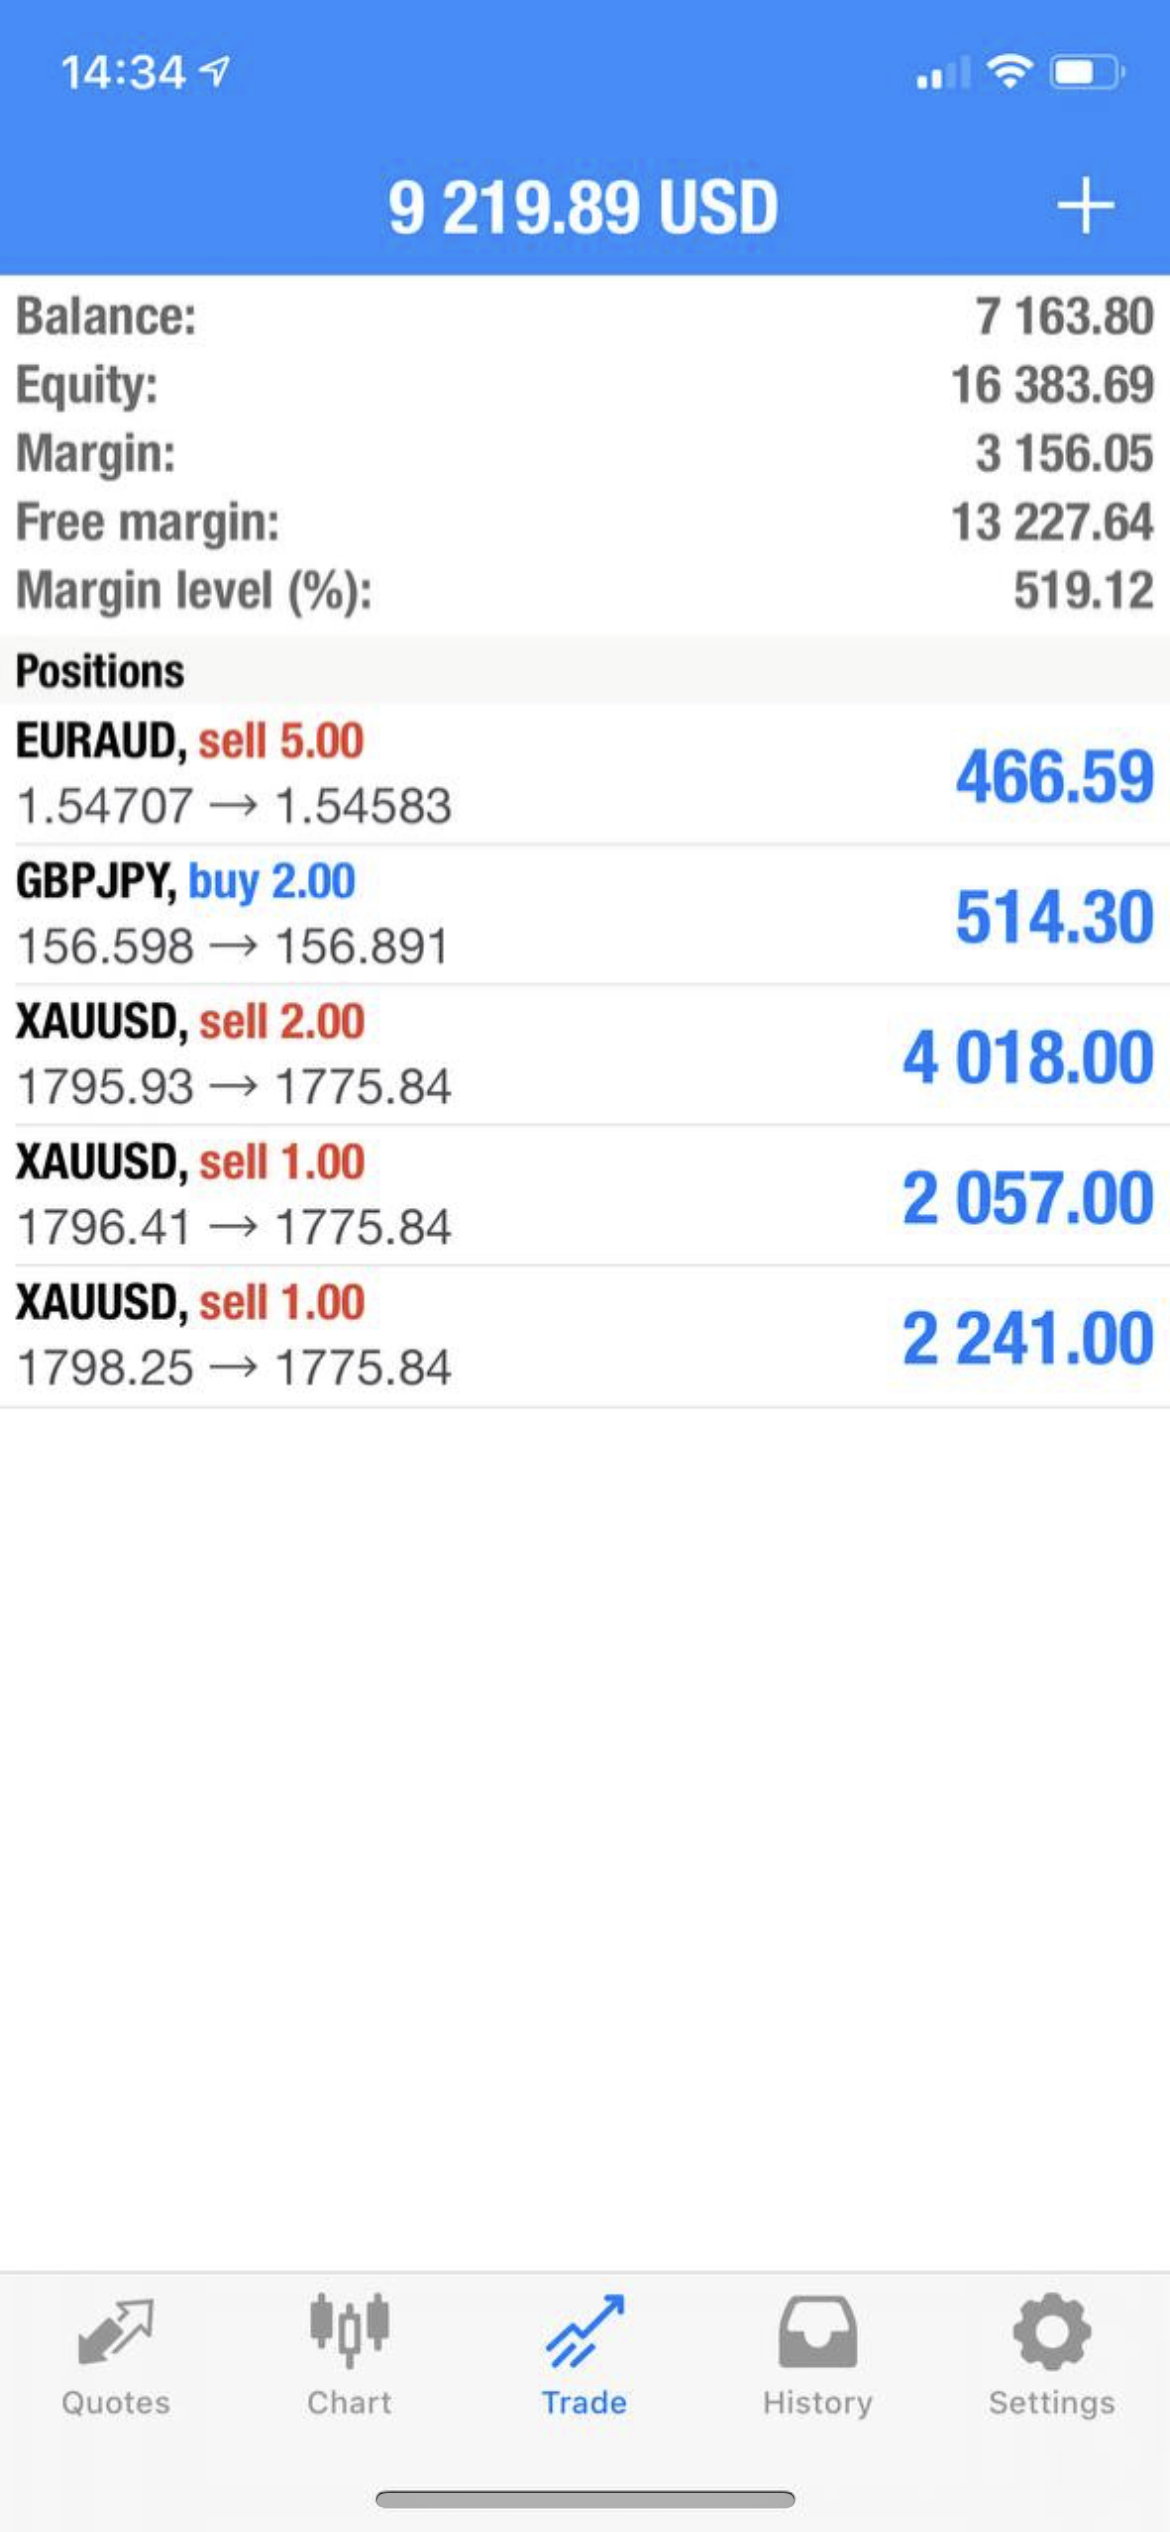 14:34
9 219.89 USD
Balance: 7 163.80
Equity: 16 383.69
Margin: 3 156.05
Free margin: 13 227.64
Margin level (%): 519.12
Positions
EURAUD, sell 5.00
466.59
1.54707 → 1.54583
GBPJPY, buy 2.00
514.30
156.598 → 156.891
XAUUSD, sell 2.00
4 018.00
1795.93 → 1775.84
XAUUSD, sell 1.00
2 057.00
1796.41 → 1775.84
XAUUSD, sell 1.00
2 241.00
1798.25 → 1775.84
Quotes Chart Trade History Settings